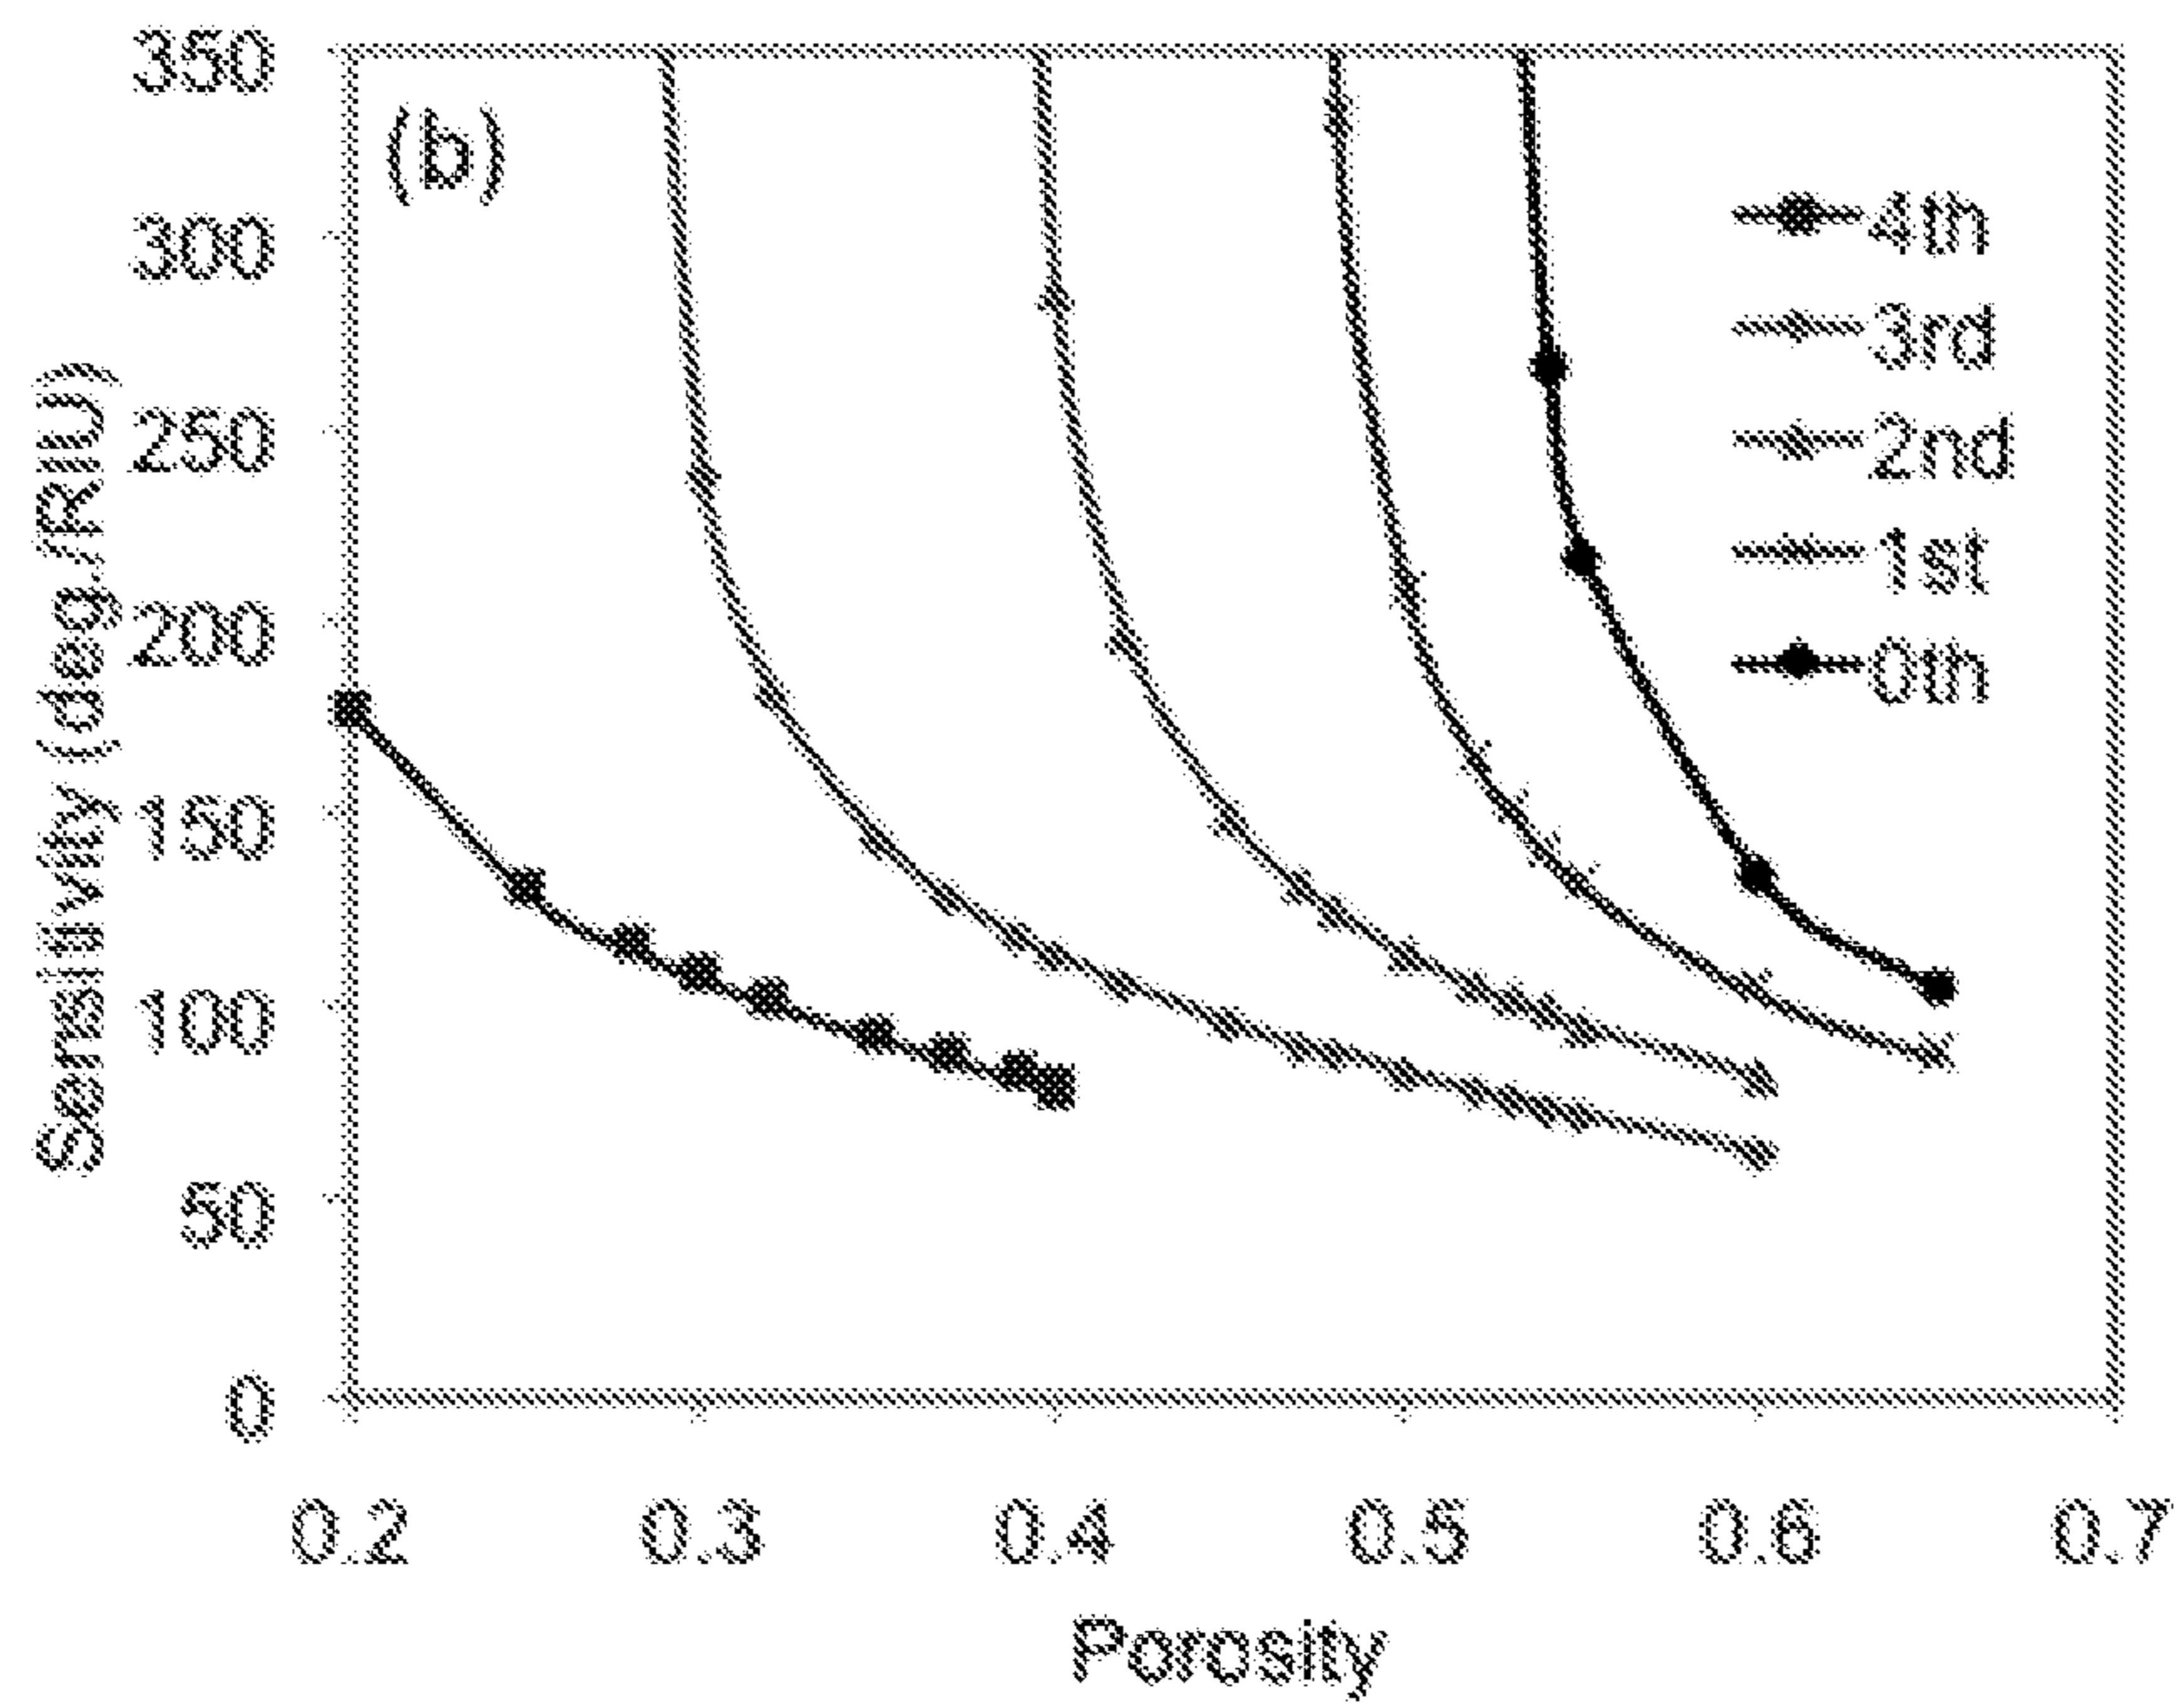 350
(b)
300
250
200
150
100
50
0
Sensitivity (deg./RIU)
4th
3rd
2nd
1st
0th
0.2 0.3 0.4 0.5 0.6 0.7
Porosity